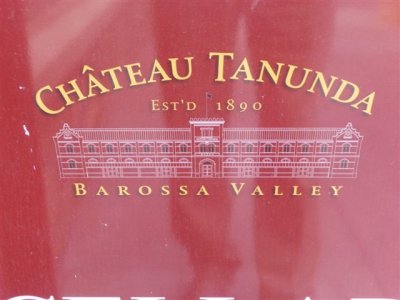 CHÂTEAU TANUNDA
EST'D 1890
BAROSSA VALLEY